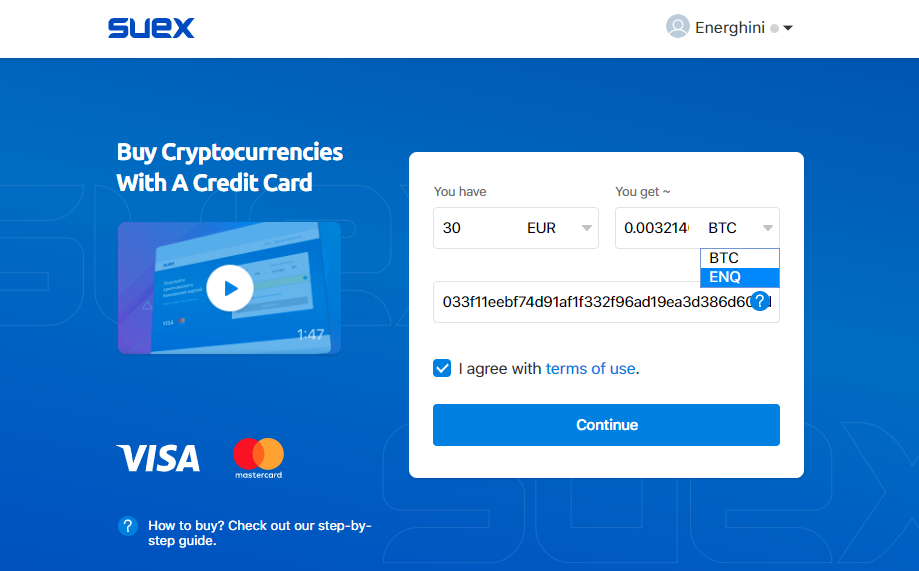 suex
Energhini
Buy Cryptocurrencies
With A Credit Card
1:47
VISA
VISA
mastercard
How to buy? Check out our step-by-
step guide.
You have
You get ~
30 EUR
0.0032140 BTC
BTC
ENQ
033f11eebf74d91af1f332f96ad19ea3d386d60
?
I agree with terms of use.
Continue
?